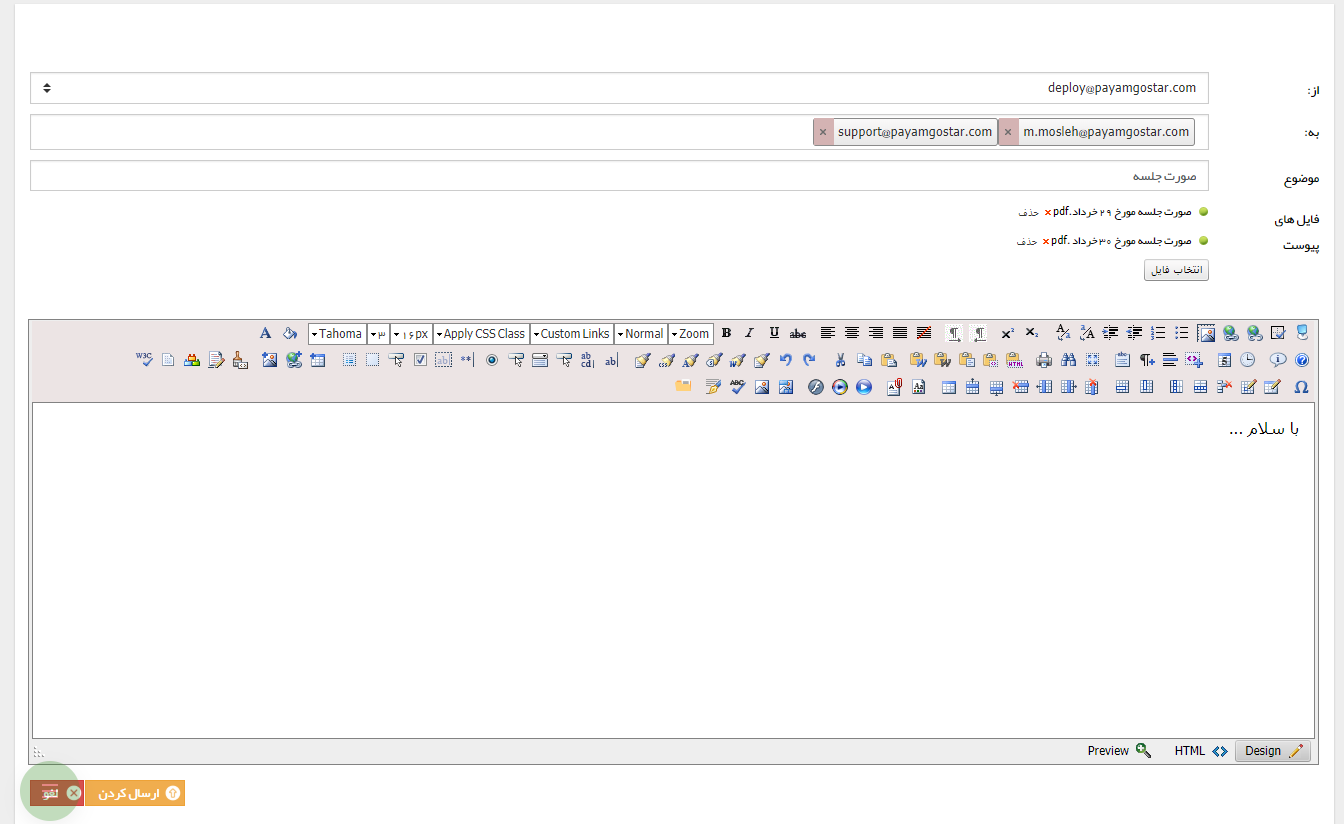 از:
deploy@payamgostar.com
به:
m.mosleh@payamgostar.com × support@payamgostar.com ×
موضوع
صورت جلسه
فایل های
پیوست
صورت جلسه مورخ ۲۹ خرداد.pdf × حذف
صورت جلسه مورخ ۳۰خرداد .pdf × حذف
انتخاب فایل
A Tahoma ۳ ۱۶px Apply CSS Class Custom Links Normal Zoom B I U abc
با سلام ...
Preview HTML Design
ارسال کردن
لغو